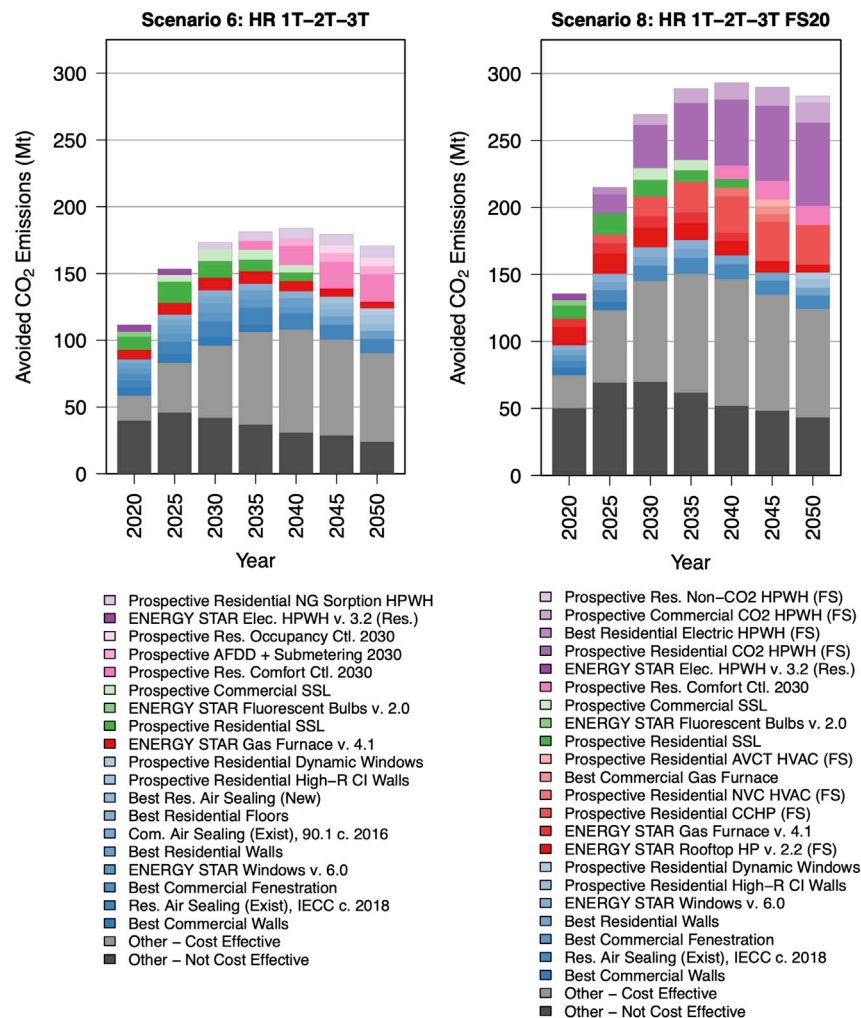 Scenario 6: HR 1T−2T−3T
Avoided CO2 Emissions (Mt)
300
250
200
150
100
50
0
2020
2025
2030
2035
2040
2045
2050
Year
Prospective Residential NG Sorption HPWH
ENERGY STAR Elec. HPWH v. 3.2 (Res.)
Prospective Res. Occupancy Ctl. 2030
Prospective AFDD + Submetering 2030
Prospective Res. Comfort Ctl. 2030
Prospective Commercial SSL
ENERGY STAR Fluorescent Bulbs v. 2.0
Prospective Residential SSL
ENERGY STAR Gas Furnace v. 4.1
Prospective Residential Dynamic Windows
Prospective Residential High−R CI Walls
Best Res. Air Sealing (New)
Best Residential Floors
Com. Air Sealing (Exist), 90.1 c. 2016
Best Residential Walls
ENERGY STAR Windows v. 6.0
Best Commercial Fenestration
Res. Air Sealing (Exist), IECC c. 2018
Best Commercial Walls
Other − Cost Effective
Other − Not Cost Effective
Scenario 8: HR 1T−2T−3T FS20
Avoided CO2 Emissions (Mt)
300
250
200
150
100
50
0
2020
2025
2030
2035
2040
2045
2050
Year
Prospective Res. Non−CO2 HPWH (FS)
Prospective Commercial CO2 HPWH (FS)
Best Residential Electric HPWH (FS)
Prospective Residential CO2 HPWH (FS)
ENERGY STAR Elec. HPWH v. 3.2 (Res.)
Prospective Res. Comfort Ctl. 2030
Prospective Commercial SSL
ENERGY STAR Fluorescent Bulbs v. 2.0
Prospective Residential SSL
Prospective Residential AVCT HVAC (FS)
Best Commercial Gas Furnace
Prospective Residential NVC HVAC (FS)
Prospective Residential CCHP (FS)
ENERGY STAR Gas Furnace v. 4.1
ENERGY STAR Rooftop HP v. 2.2 (FS)
Prospective Residential Dynamic Windows
Prospective Residential High−R CI Walls
ENERGY STAR Windows v. 6.0
Best Residential Walls
Best Commercial Fenestration
Res. Air Sealing (Exist), IECC c. 2018
Best Commercial Walls
Other − Cost Effective
Other − Not Cost Effective